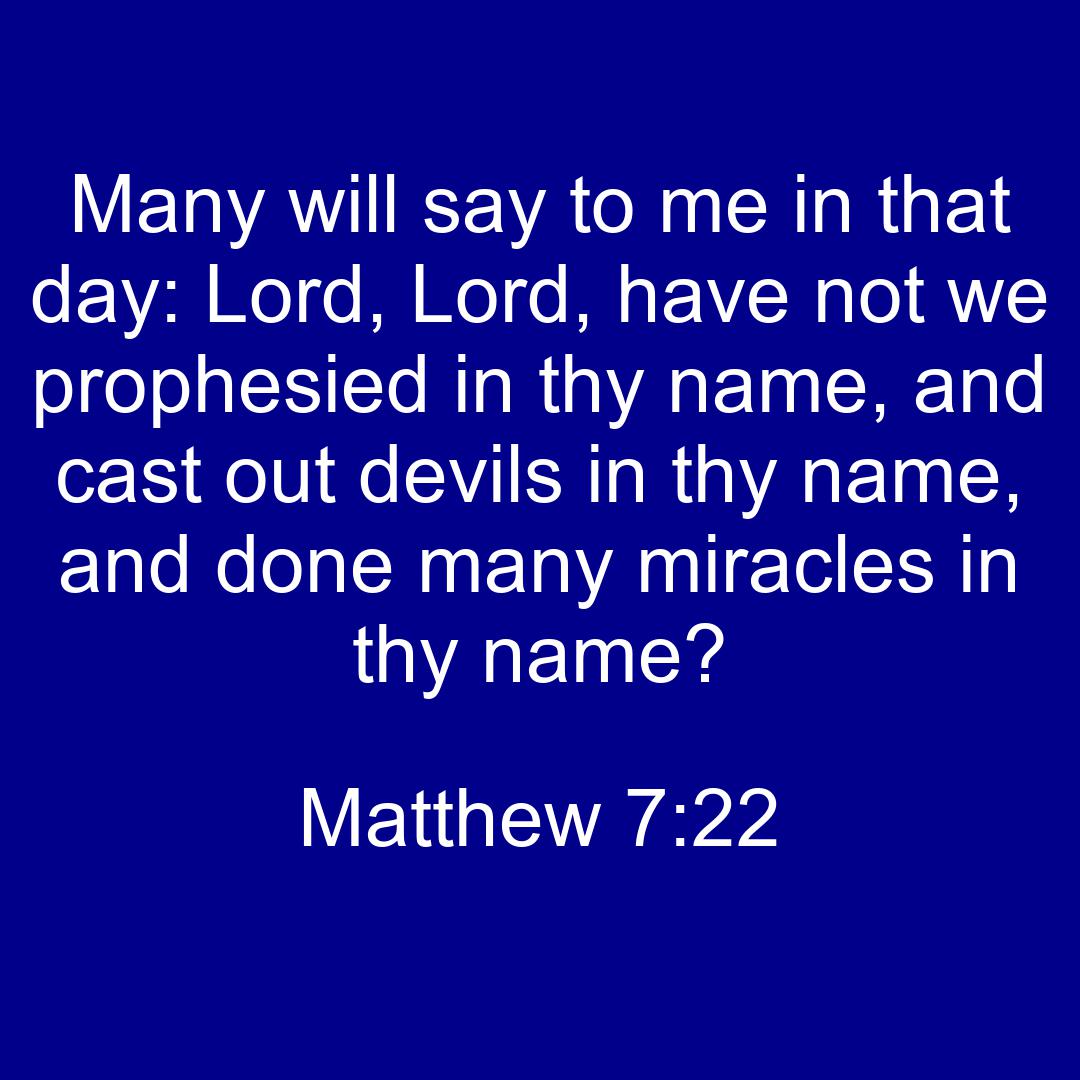 Many will say to me in that
day: Lord, Lord, have not we
prophesied in thy name, and
cast out devils in thy name,
and done many miracles in
thy name?
Matthew 7:22